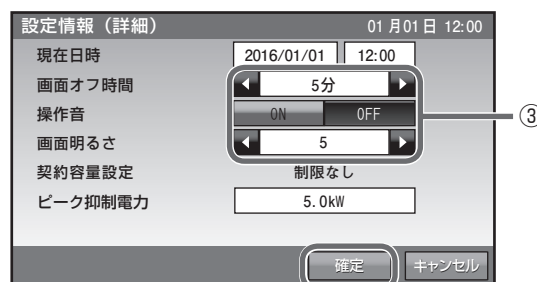 設定情報（詳細） 01月01日 12:00
現在日時 2016/01/01 12:00
画面オフ時間 5分
操作音 ON OFF
③
画面明るさ 5
契約容量設定 制限なし
ピーク抑制電力 5.0kW
確定 キャンセル